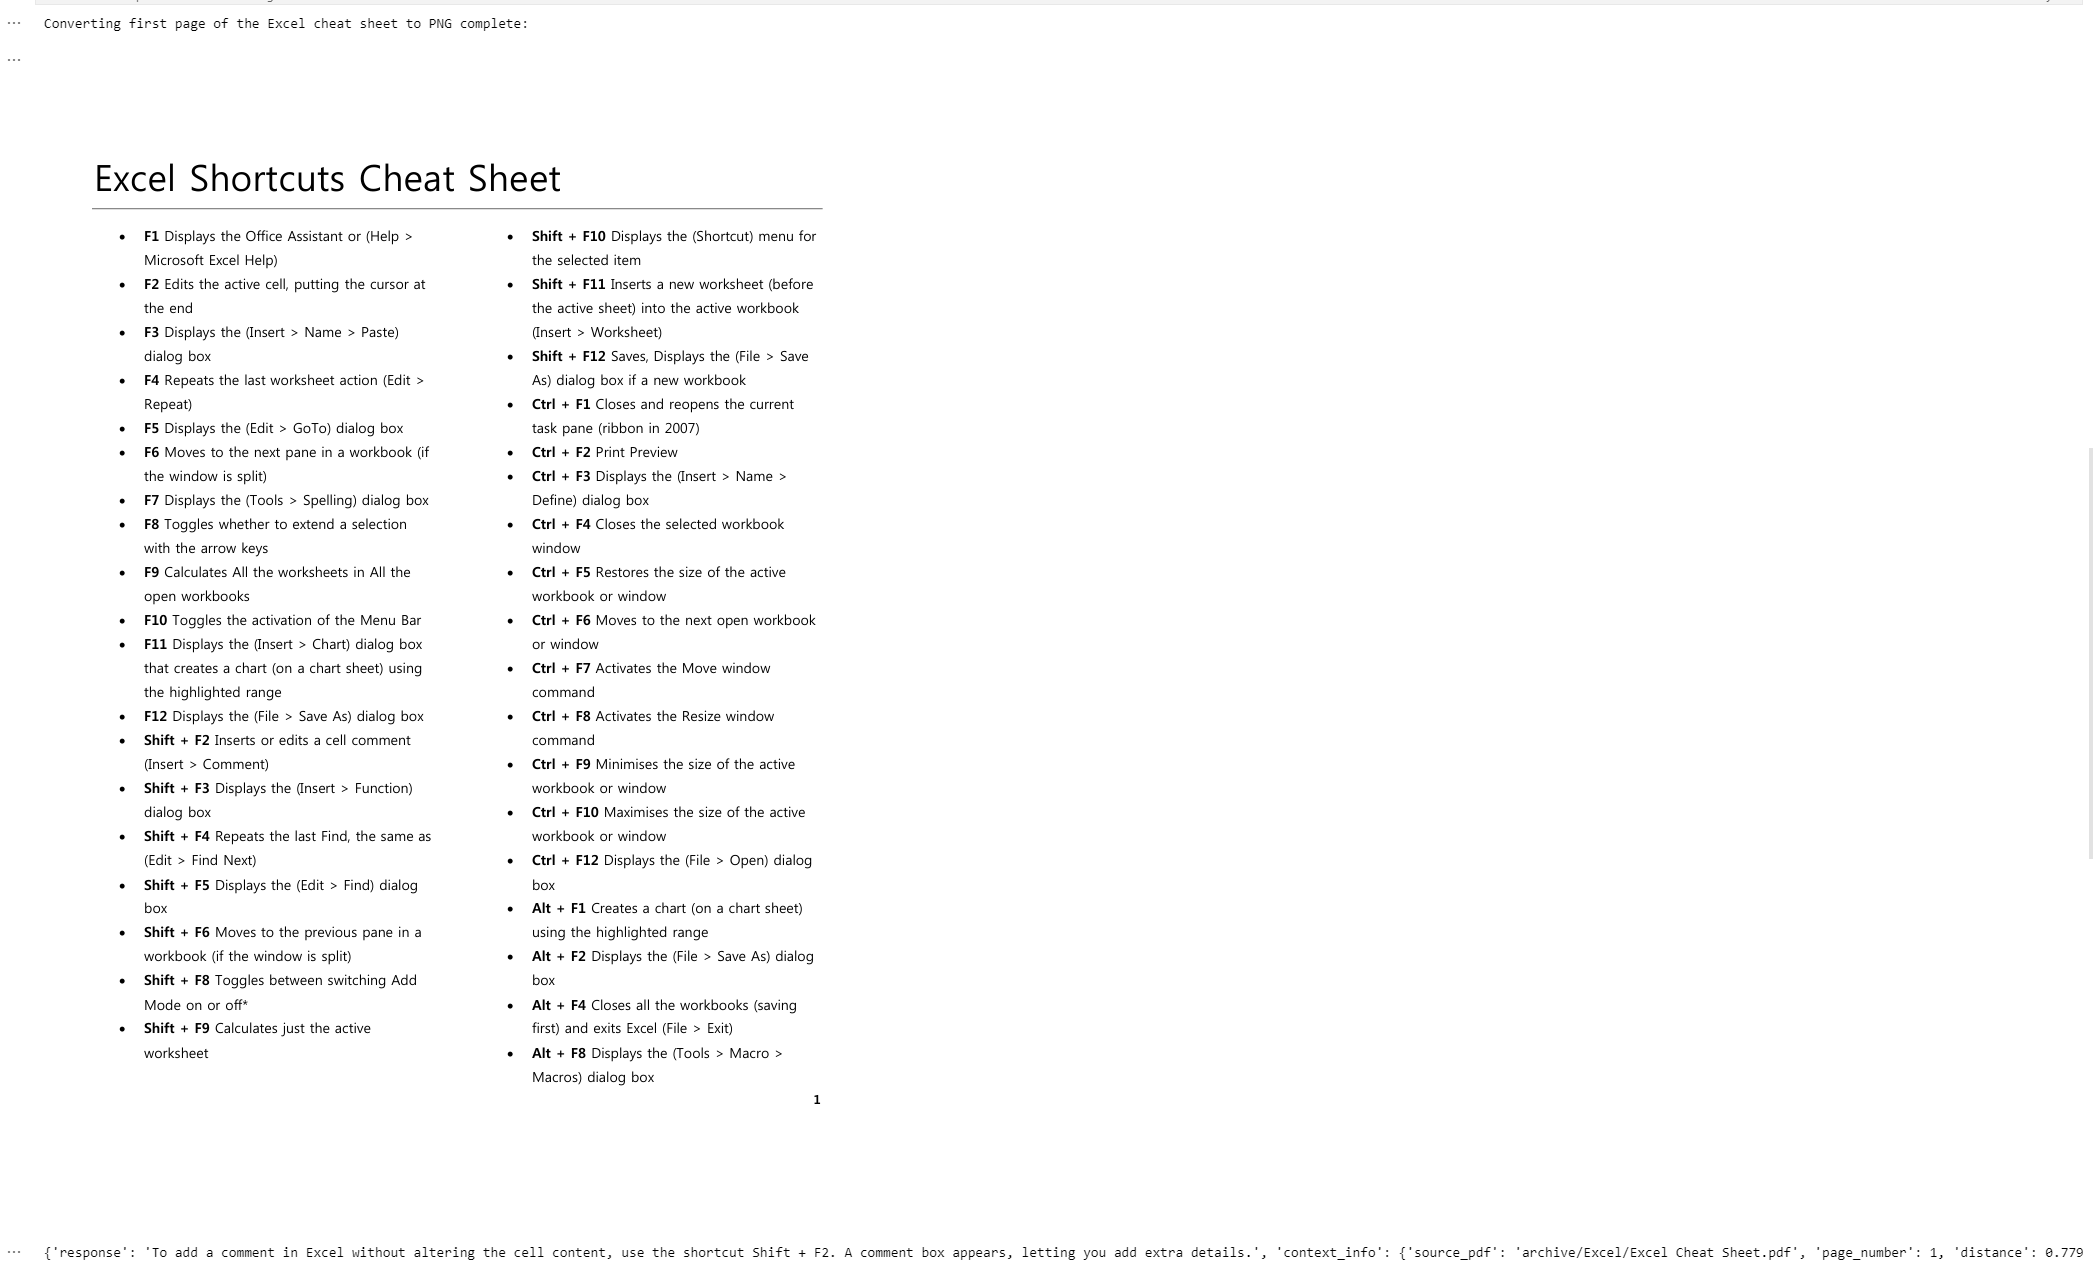 Converting first page of the Excel cheat sheet to PNG complete:
Excel Shortcuts Cheat Sheet
• F1 Displays the Office Assistant or (Help >
Microsoft Excel Help)
• F2 Edits the active cell, putting the cursor at
the end
• F3 Displays the (Insert > Name > Paste)
dialog box
• F4 Repeats the last worksheet action (Edit >
Repeat)
• F5 Displays the (Edit > GoTo) dialog box
• F6 Moves to the next pane in a workbook (if
the window is split)
• F7 Displays the (Tools > Spelling) dialog box
• F8 Toggles whether to extend a selection
with the arrow keys
• F9 Calculates All the worksheets in All the
open workbooks
• F10 Toggles the activation of the Menu Bar
• F11 Displays the (Insert > Chart) dialog box
that creates a chart (on a chart sheet) using
the highlighted range
• F12 Displays the (File > Save As) dialog box
• Shift + F2 Inserts or edits a cell comment
(Insert > Comment)
• Shift + F3 Displays the (Insert > Function)
dialog box
• Shift + F4 Repeats the last Find, the same as
(Edit > Find Next)
• Shift + F5 Displays the (Edit > Find) dialog
box
• Shift + F6 Moves to the previous pane in a
workbook (if the window is split)
• Shift + F8 Toggles between switching Add
Mode on or off*
• Shift + F9 Calculates just the active
worksheet
• Shift + F10 Displays the (Shortcut) menu for
the selected item
• Shift + F11 Inserts a new worksheet (before
the active sheet) into the active workbook
(Insert > Worksheet)
• Shift + F12 Saves, Displays the (File > Save
As) dialog box if a new workbook
• Ctrl + F1 Closes and reopens the current
task pane (ribbon in 2007)
• Ctrl + F2 Print Preview
• Ctrl + F3 Displays the (Insert > Name >
Define) dialog box
• Ctrl + F4 Closes the selected workbook
window
• Ctrl + F5 Restores the size of the active
workbook or window
• Ctrl + F6 Moves to the next open workbook
or window
• Ctrl + F7 Activates the Move window
command
• Ctrl + F8 Activates the Resize window
command
• Ctrl + F9 Minimises the size of the active
workbook or window
• Ctrl + F10 Maximises the size of the active
workbook or window
• Ctrl + F12 Displays the (File > Open) dialog
box
• Alt + F1 Creates a chart (on a chart sheet)
using the highlighted range
• Alt + F2 Displays the (File > Save As) dialog
box
• Alt + F4 Closes all the workbooks (saving
first) and exits Excel (File > Exit)
• Alt + F8 Displays the (Tools > Macro >
Macros) dialog box
1
{'response': 'To add a comment in Excel without altering the cell content, use the shortcut Shift + F2. A comment box appears, letting you add extra details.', 'context_info': {'source_pdf': 'archive/Excel/Excel Cheat Sheet.pdf', 'page_number': 1, 'distance': 0.779